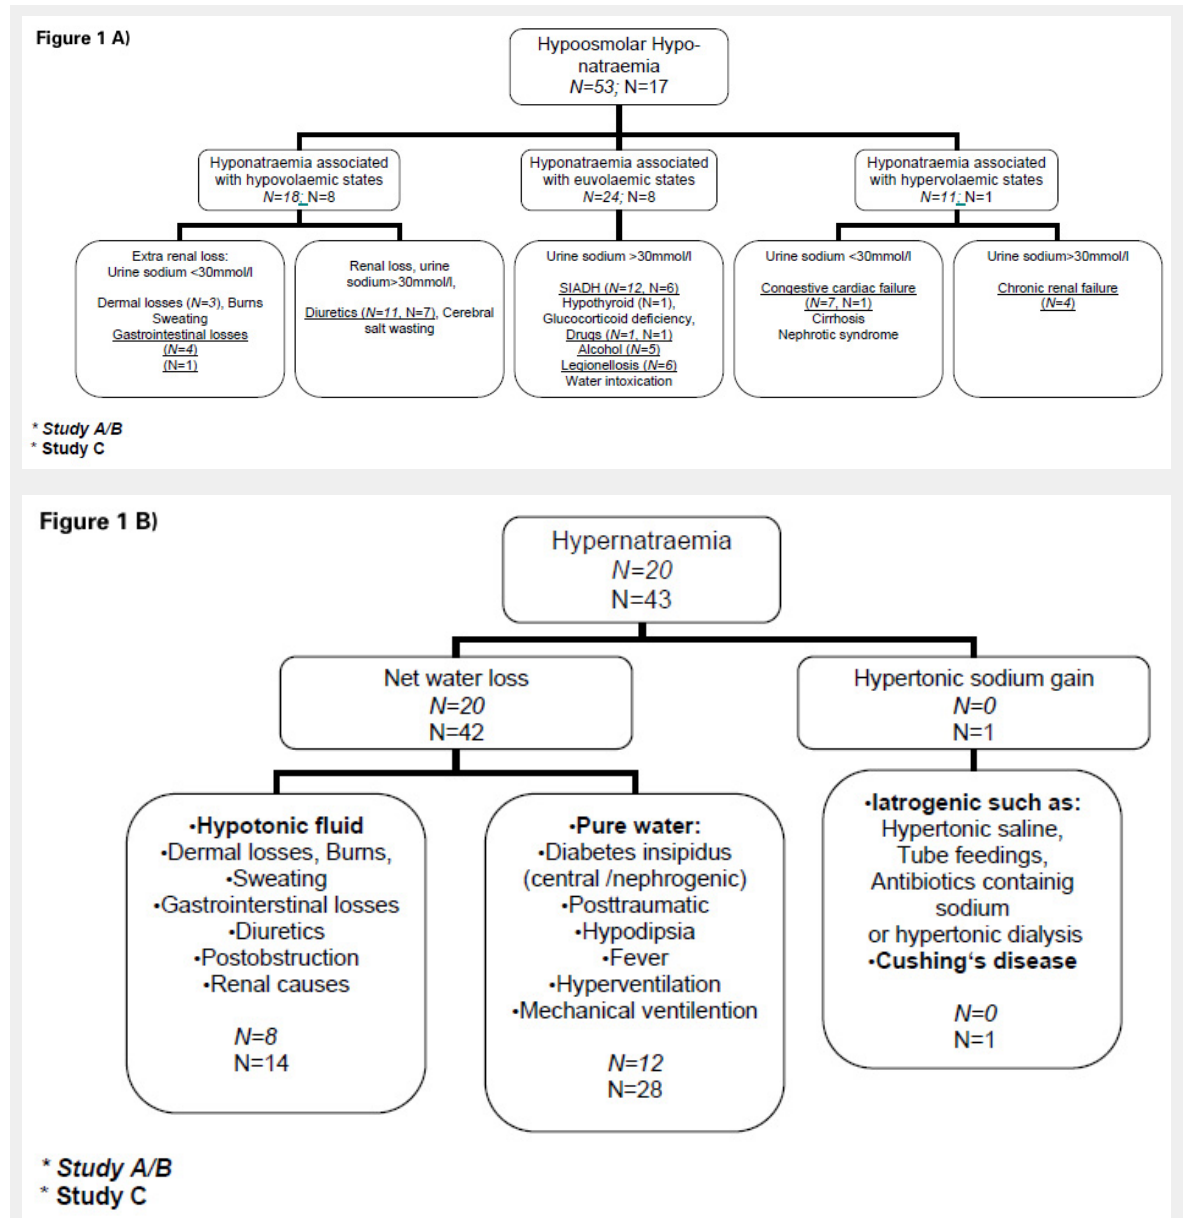 Figure 1 A)
Hypoosmolar Hypo-
natraemia
N=53; N=17
Hyponatraemia associated
with hypovolaemic states
N=18; N=8
Hyponatraemia associated
with euvolaemic states
N=24; N=8
Hyponatraemia associated
with hypervolaemic states
N=11; N=1
Extra renal loss:
Urine sodium <30mmol/l
Dermal losses (N=3), Burns
Sweating
Gastrointestinal losses
(N=4)
(N=1)
Renal loss, urine
sodium>30mmol/l,
Diuretics (N=11, N=7), Cerebral
salt wasting
Urine sodium >30mmol/l
SIADH (N=12, N=6)
Hypothyroid (N=1),
Glucocorticoid deficiency,
Drugs (N=1, N=1)
Alcohol (N=5)
Legionellosis (N=6)
Water intoxication
Urine sodium <30mmol/l
Congestive cardiac failure
(N=7, N=1)
Cirrhosis
Nephrotic syndrome
Urine sodium>30mmol/l
Chronic renal failure
(N=4)
* Study A/B
* Study C
Figure 1 B)
Hypernatraemia
N=20
N=43
Net water loss
N=20
N=42
Hypertonic sodium gain
N=0
N=1
•Hypotonic fluid
•Dermal losses, Burns,
•Sweating
•Gastrointerstinal losses
•Diuretics
•Postobstruction
•Renal causes
N=8
N=14
•Pure water:
•Diabetes insipidus
(central /nephrogenic)
•Posttraumatic
•Hypodipsia
•Fever
•Hyperventilation
•Mechanical ventilention
N=12
N=28
•Iatrogenic such as:
Hypertonic saline,
Tube feedings,
Antibiotics containig
sodium
or hypertonic dialysis
•Cushing‘s disease
N=0
N=1
* Study A/B
* Study C